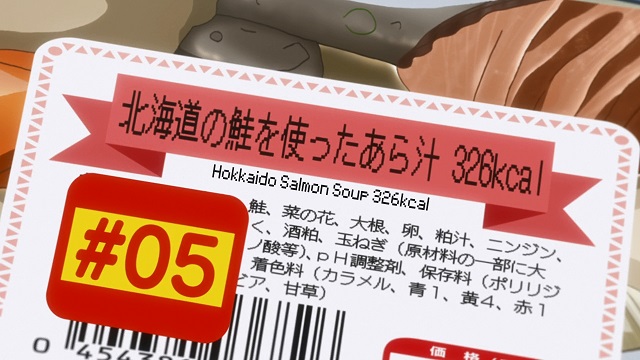 北海道の鮭を使ったあら汁 326kcal
Hokkaido Salmon Soup 326kcal
#05
鮭、菜の花、大根、卵、粕汁、ニンジン、
く、酒粕、玉ねぎ（原材料の一部に大
ノ酸等）、pH調整剤、保存料（ポリリジ
着色料（カラメル、青1、黄4、赤1
ビア、甘草）
価 格
0 454